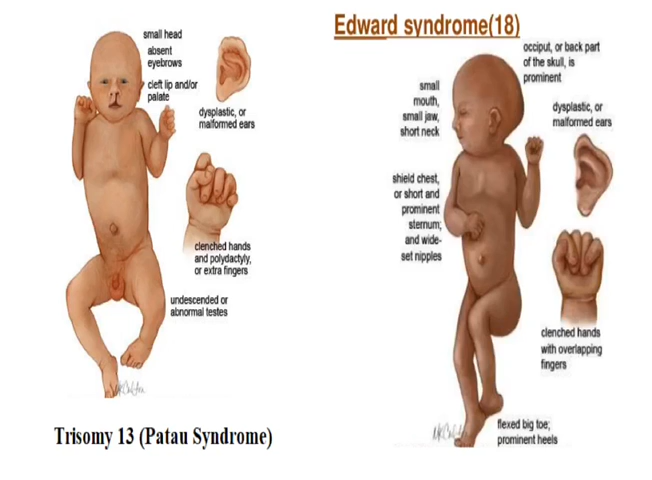 small head
absent
eyebrows
cleft lip and/or
palate
dysplastic, or
malformed ears
clenched hands
and polydactyly,
or extra fingers
undescended or
abnormal testes
Trisomy 13 (Patau Syndrome)
Edward syndrome(18)
occiput, or back part
of the skull, is
prominent
small
mouth,
small jaw,
short neck
dysplastic, or
malformed ears
shield chest,
or short and
prominent
sternum;
and wide-
set nipples
clenched hands
with overlapping
fingers
flexed big toe;
prominent heels